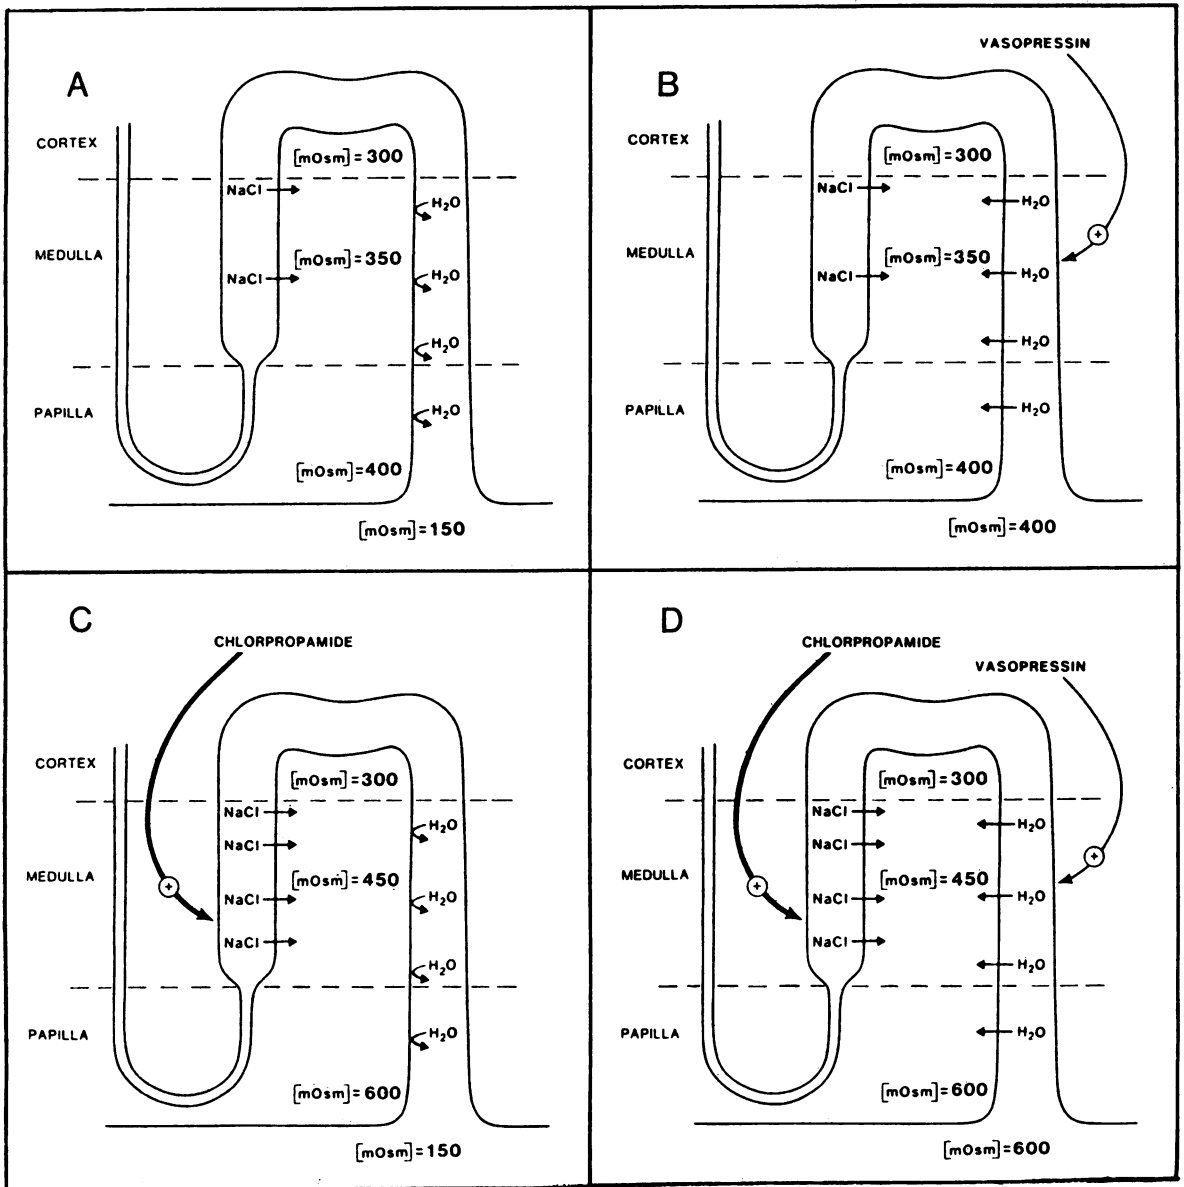 A
CORTEX
[mOsm]=300
NaCl
H₂O
MEDULLA
[mOsm]=350
NaCl
H₂O
H₂O
PAPILLA
H₂O
[mOsm]=400
[mOsm]=150
VASOPRESSIN
B
CORTEX
[mOsm]=300
NaCl
H₂O
+
MEDULLA
[mOsm]=350
NaCl
H₂O
H₂O
PAPILLA
H₂O
[mOsm]=400
[mOsm]=400
C
CHLORPROPAMIDE
CORTEX
[mOsm]=300
NaCl
H₂O
NaCl
MEDULLA
[mOsm]=450
+
NaCl
H₂O
NaCl
H₂O
PAPILLA
H₂O
[mOsm]=600
[mOsm]=150
D
CHLORPROPAMIDE
VASOPRESSIN
CORTEX
[mOsm]=300
NaCl
H₂O
NaCl
+
MEDULLA
[mOsm]=450
+
NaCl
H₂O
NaCl
H₂O
PAPILLA
H₂O
[mOsm]=600
[mOsm]=600